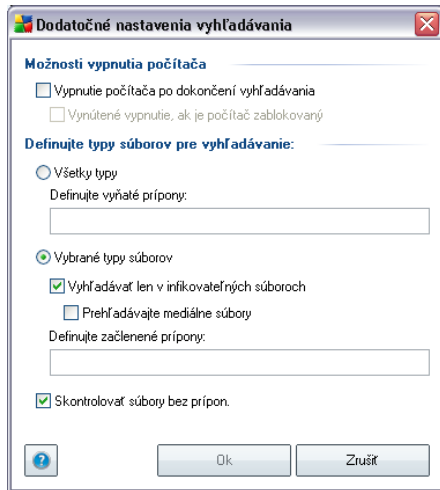 Dodatočné nastavenia vyhľadávania
Možnosti vypnutia počítača
Vypnutie počítača po dokončení vyhľadávania
Vynútené vypnutie, ak je počítač zablokovaný
Definujte typy súborov pre vyhľadávanie:
Všetky typy
Definujte vyňaté prípony:
Vybrané typy súborov
Vyhľadávať len v infikovateľných súboroch
Prehľadávajte mediálne súbory
Definujte začlenené prípony:
Skontrolovať súbory bez prípon.
?
Ok
Zrušiť